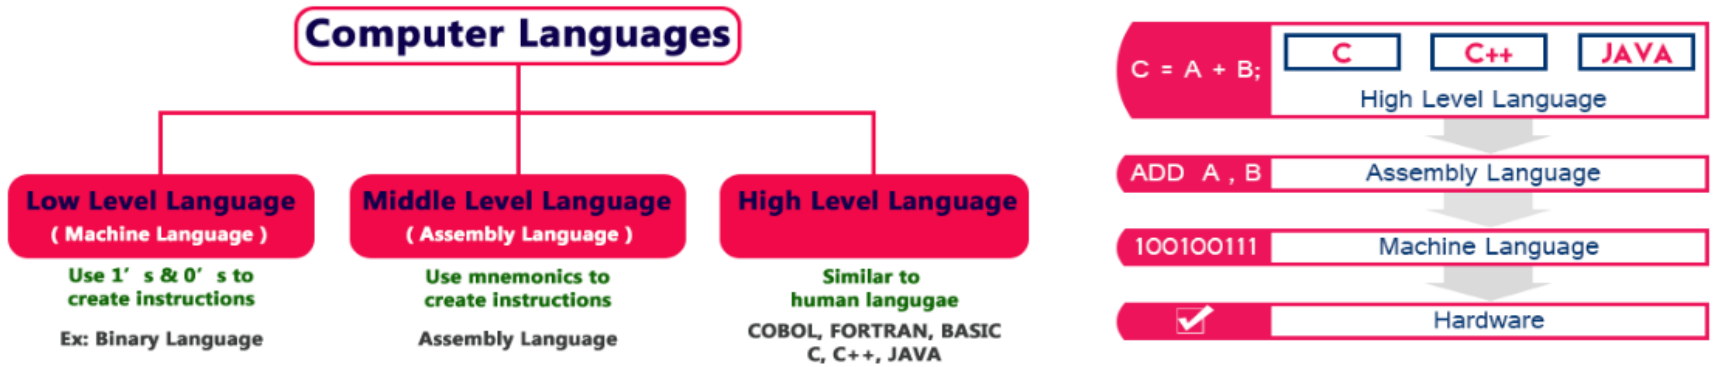 Computer Languages
Low Level Language
( Machine Language )
Use 1' s & 0' s to
create instructions
Ex: Binary Language
Middle Level Language
( Assembly Language )
Use mnemonics to
create instructions
Assembly Language
High Level Language
Similar to
human langugae
COBOL, FORTRAN, BASIC
C, C++, JAVA
C = A + B;
C C++ JAVA
High Level Language
ADD A , B Assembly Language
100100111 Machine Language
Hardware